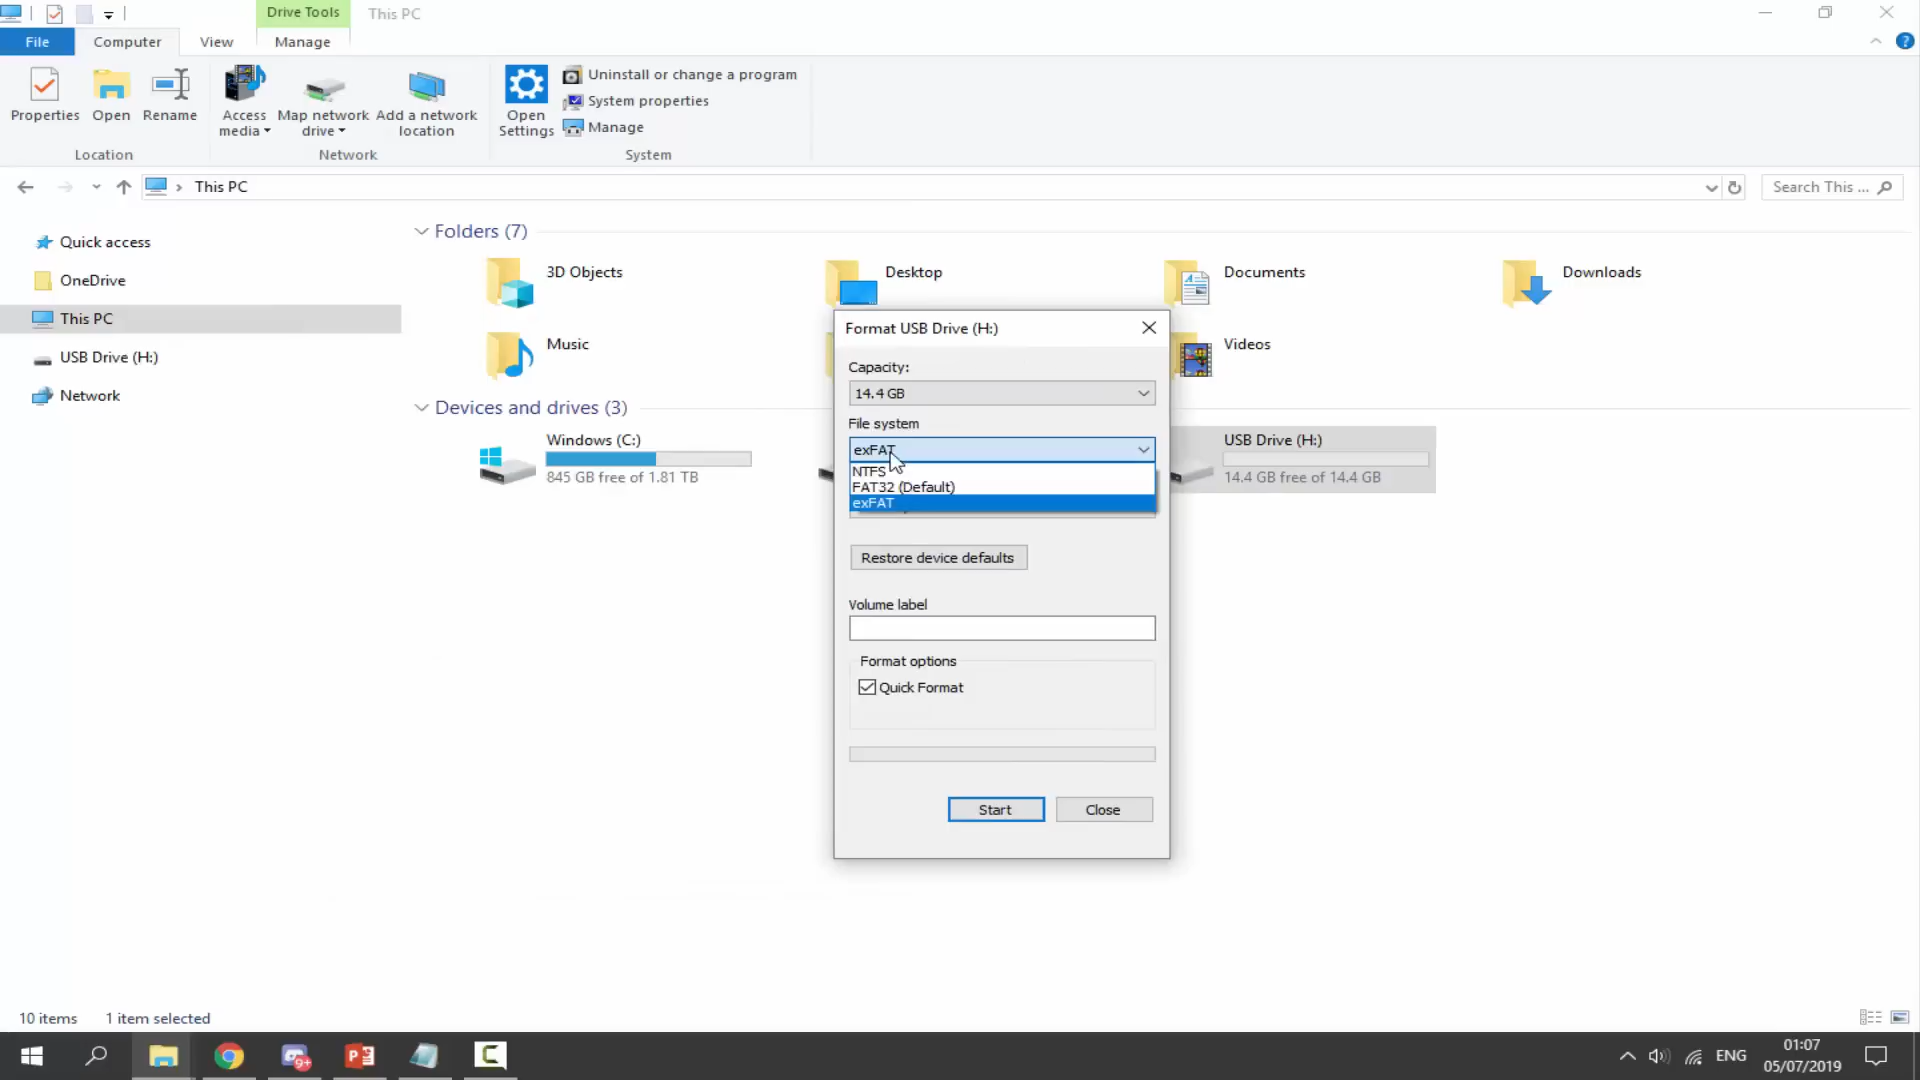 Drive Tools
This PC
File
Computer
View
Manage
Properties
Open
Rename
Access media
Map network drive
Add a network location
Open Settings
Uninstall or change a program
System properties
Manage
Location
Network
System
This PC
Search This ...
Quick access
OneDrive
This PC
USB Drive (H:)
Network
Folders (7)
3D Objects
Desktop
Documents
Downloads
Music
Videos
Devices and drives (3)
Windows (C:)
845 GB free of 1.81 TB
USB Drive (H:)
14.4 GB free of 14.4 GB
Format USB Drive (H:)
Capacity:
14.4 GB
File system
exFAT
NTFS
FAT32 (Default)
exFAT
Restore device defaults
Volume label
Format options
Quick Format
Start
Close
10 items
1 item selected
9+
ENG
01:07
05/07/2019